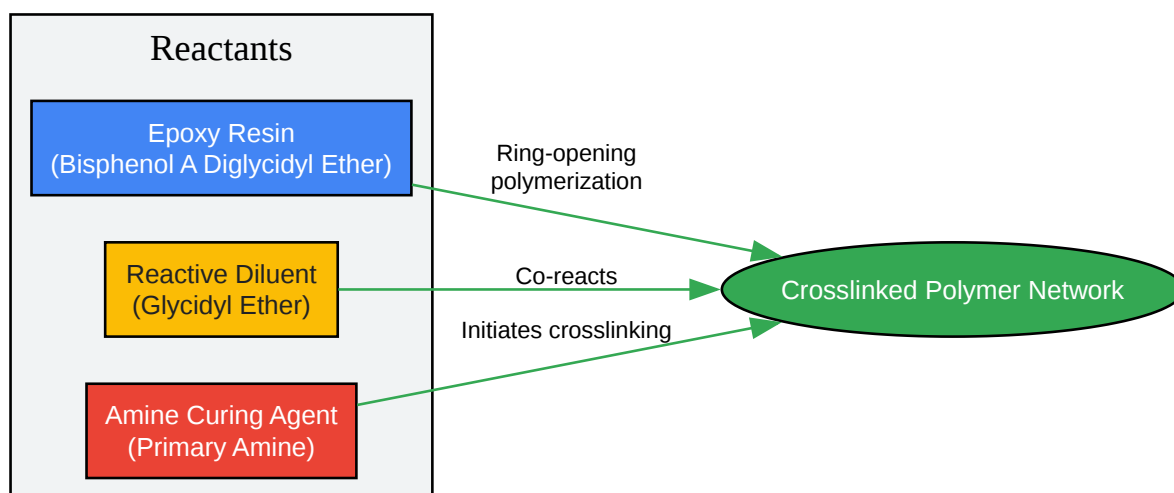 Reactants
Epoxy Resin
(Bisphenol A Diglycidyl Ether)
Ring-opening
polymerization
Reactive Diluent
(Glycidyl Ether)
Co-reacts
Crosslinked Polymer Network
Initiates crosslinking
Amine Curing Agent
(Primary Amine)